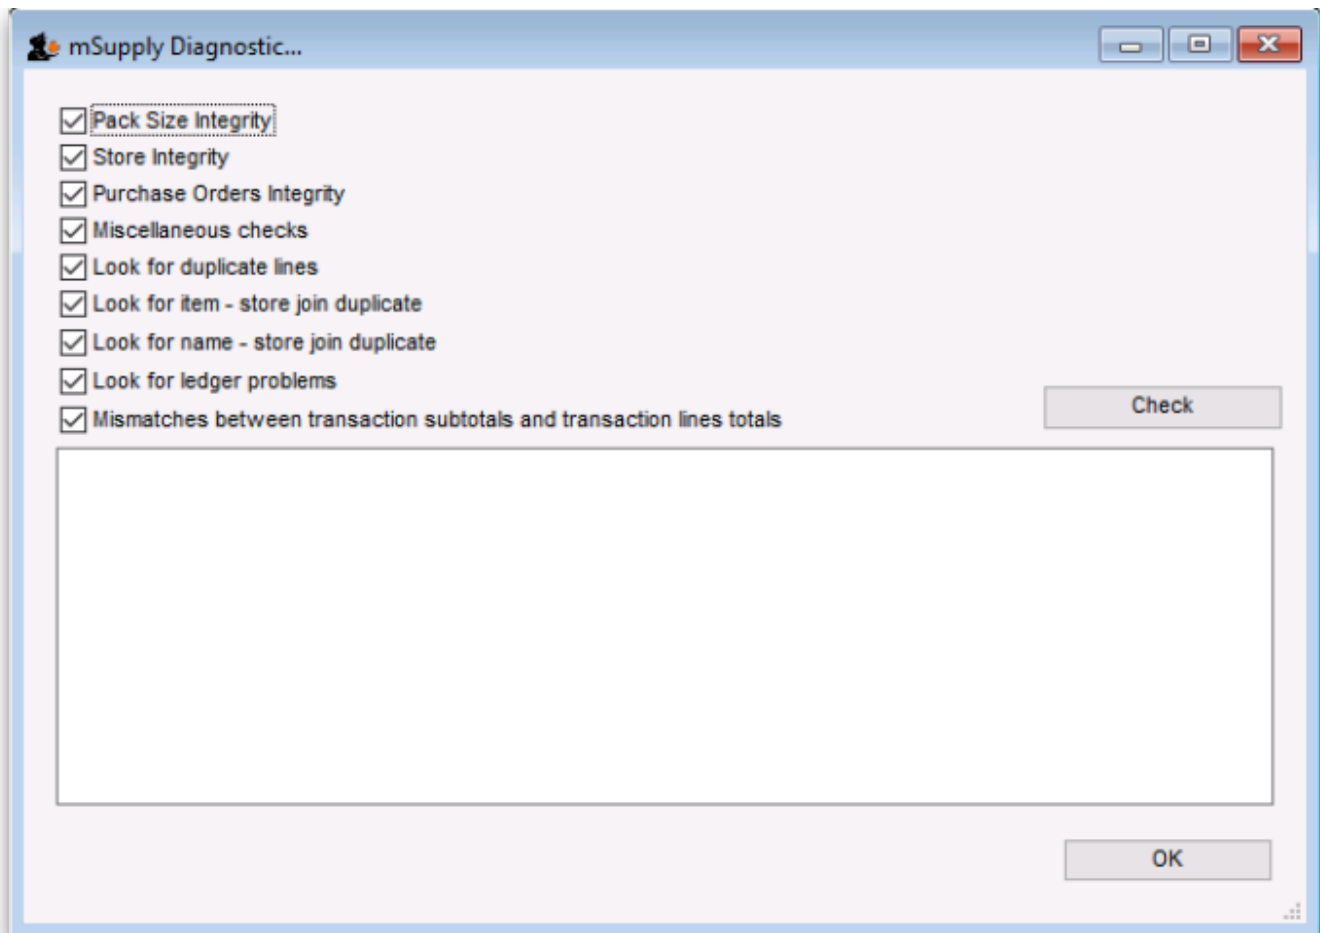 mSupply Diagnostic...
Pack Size Integrity
Store Integrity
Purchase Orders Integrity
Miscellaneous checks
Look for duplicate lines
Look for item - store join duplicate
Look for name - store join duplicate
Look for ledger problems
Mismatches between transaction subtotals and transaction lines totals
Check
OK